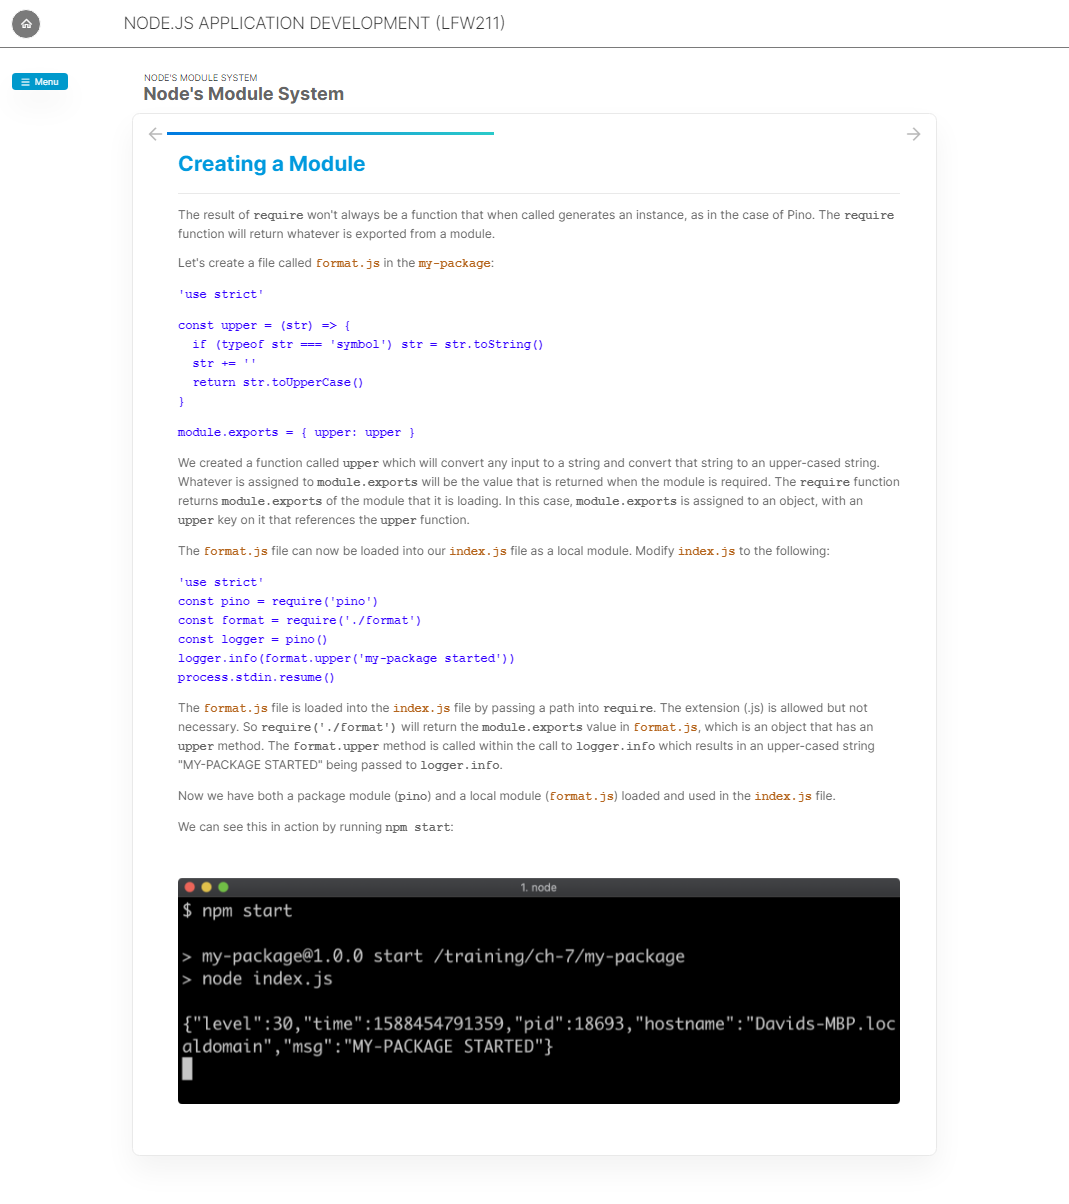 NODE.JS APPLICATION DEVELOPMENT (LFW211)
Menu
NODE'S MODULE SYSTEM
Node's Module System
Creating a Module
The result of require won't always be a function that when called generates an instance, as in the case of Pino. The require
function will return whatever is exported from a module.
Let's create a file called format.js in the my-package:
'use strict'
const upper = (str) => {
  if (typeof str === 'symbol') str = str.toString()
  str += ''
  return str.toUpperCase()
}
module.exports = { upper: upper }
We created a function called upper which will convert any input to a string and convert that string to an upper-cased string.
Whatever is assigned to module.exports will be the value that is returned when the module is required. The require function
returns module.exports of the module that it is loading. In this case, module.exports is assigned to an object, with an
upper key on it that references the upper function.
The format.js file can now be loaded into our index.js file as a local module. Modify index.js to the following:
'use strict'
const pino = require('pino')
const format = require('./format')
const logger = pino()
logger.info(format.upper('my-package started'))
process.stdin.resume()
The format.js file is loaded into the index.js file by passing a path into require. The extension (.js) is allowed but not
necessary. So require('./format') will return the module.exports value in format.js, which is an object that has an
upper method. The format.upper method is called within the call to logger.info which results in an upper-cased string
"MY-PACKAGE STARTED" being passed to logger.info.
Now we have both a package module (pino) and a local module (format.js) loaded and used in the index.js file.
We can see this in action by running npm start:
1. node
$ npm start
> my-package@1.0.0 start /training/ch-7/my-package
> node index.js
{"level":30,"time":1588454791359,"pid":18693,"hostname":"Davids-MBP.loc
aldomain","msg":"MY-PACKAGE STARTED"}